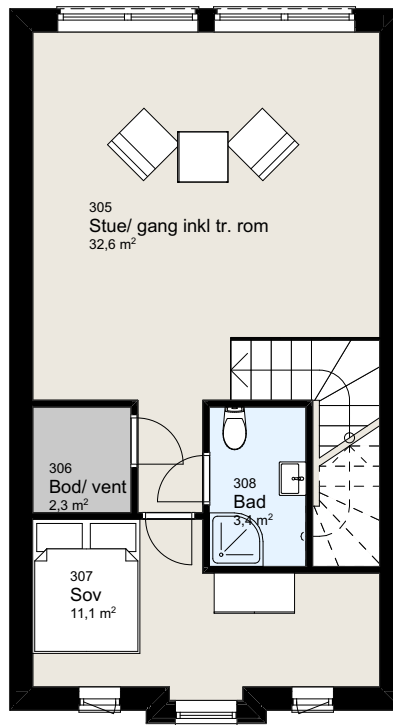 305
Stue/ gang inkl tr. rom
32,6 m²
306
Bod/ vent
2,3 m²
308
Bad
3,4 m²
307
Sov
11,1 m²